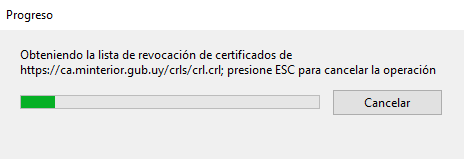 Progreso
Obteniendo la lista de revocación de certificados de
https://ca.minterior.gub.uy/crls/crl.crl; presione ESC para cancelar la operación
Cancelar